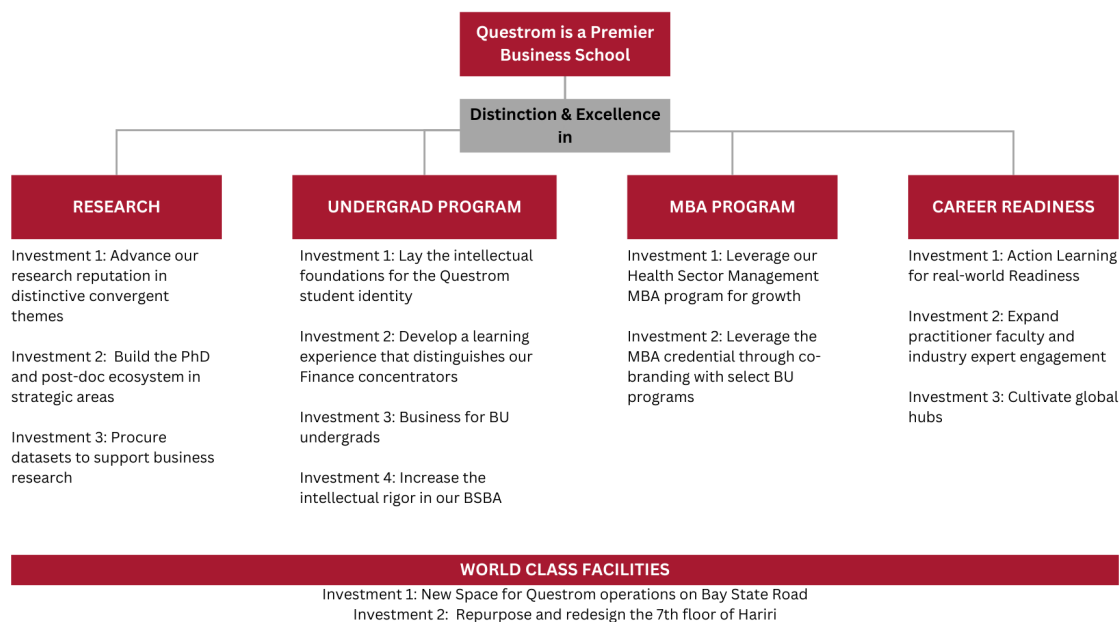 Questrom is a Premier
Business School
Distinction & Excellence
in
RESEARCH
Investment 1: Advance our
research reputation in
distinctive convergent
themes
Investment 2:  Build the PhD
and post-doc ecosystem in
strategic areas
Investment 3: Procure
datasets to support business
research
UNDERGRAD PROGRAM
Investment 1: Lay the intellectual
foundations for the Questrom
student identity
Investment 2: Develop a learning
experience that distinguishes our
Finance concentrators
Investment 3: Business for BU
undergrads
Investment 4: Increase the
intellectual rigor in our BSBA
MBA PROGRAM
Investment 1: Leverage our
Health Sector Management
MBA program for growth
Investment 2: Leverage the
MBA credential through co-
branding with select BU
programs
CAREER READINESS
Investment 1: Action Learning
for real-world Readiness
Investment 2: Expand
practitioner faculty and
industry expert engagement
Investment 3: Cultivate global
hubs
WORLD CLASS FACILITIES
Investment 1: New Space for Questrom operations on Bay State Road
Investment 2:  Repurpose and redesign the 7th floor of Hariri